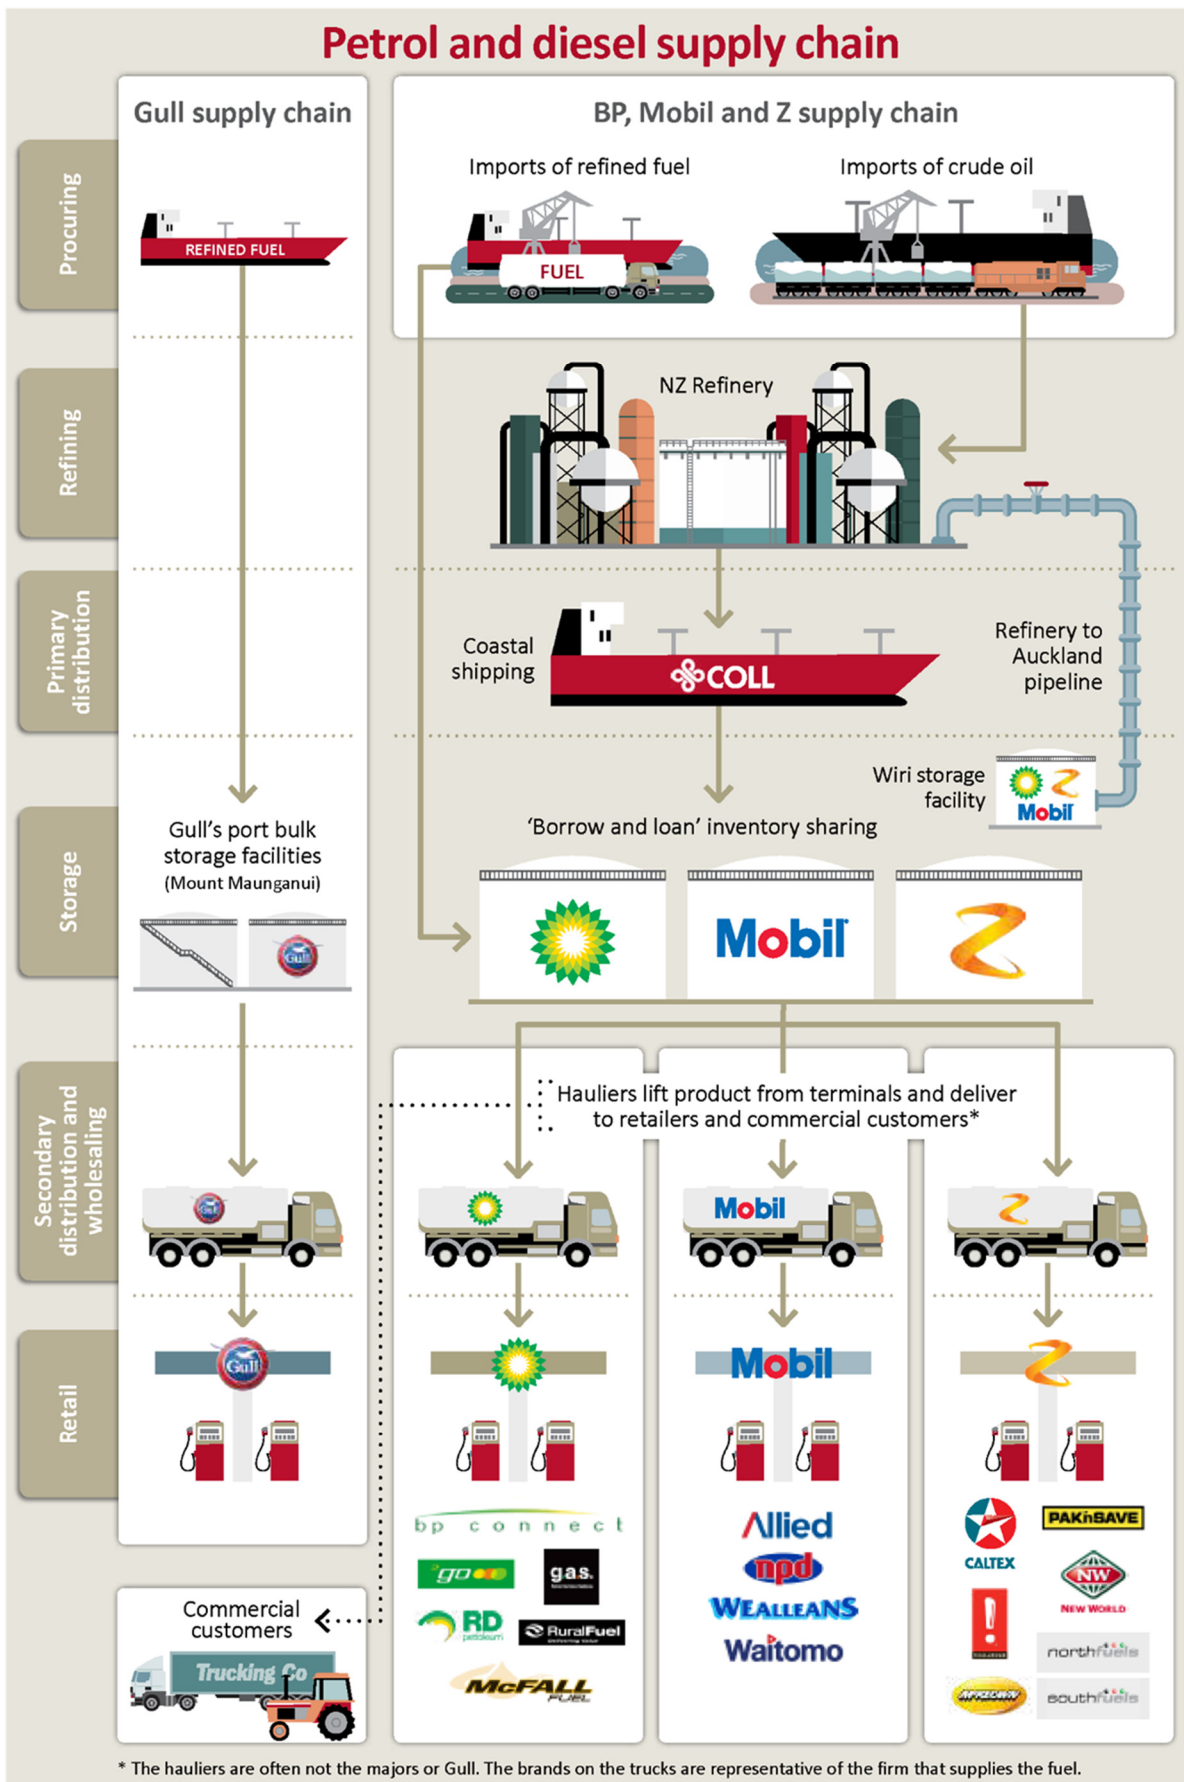 Petrol and diesel supply chain
Gull supply chain
BP, Mobil and Z supply chain
Procuring
REFINED FUEL
Imports of refined fuel
FUEL
Imports of crude oil
Refining
NZ Refinery
Primary
distribution
Coastal
shipping
COLL
Refinery to
Auckland
pipeline
Storage
Gull's port bulk
storage facilities
(Mount Maunganui)
Gull
Wiri storage
facility
Mobil
'Borrow and loan' inventory sharing
Mobil
Secondary
distribution and
wholesaling
Hauliers lift product from terminals and deliver
to retailers and commercial customers*
Gull
Mobil
Retail
Gull
Mobil
bp connect
go
g.a.s.
RD
petroleum
RuralFuel
McFALL
FUEL
Allied
npd
WEALLEANS
Waitomo
CALTEX
PAK'nSAVE
NW
NEW WORLD
northfuels
southfuels
Commercial
customers
Trucking Co
* The hauliers are often not the majors or Gull. The brands on the trucks are representative of the firm that supplies the fuel.